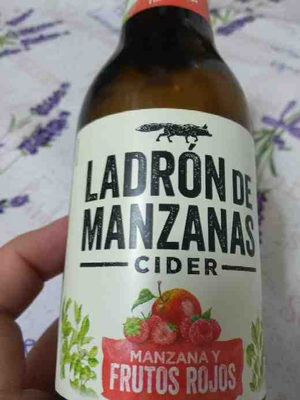 LADRÓN DE
MANZANAS
CIDER
MANZANA Y
FRUTOS ROJOS